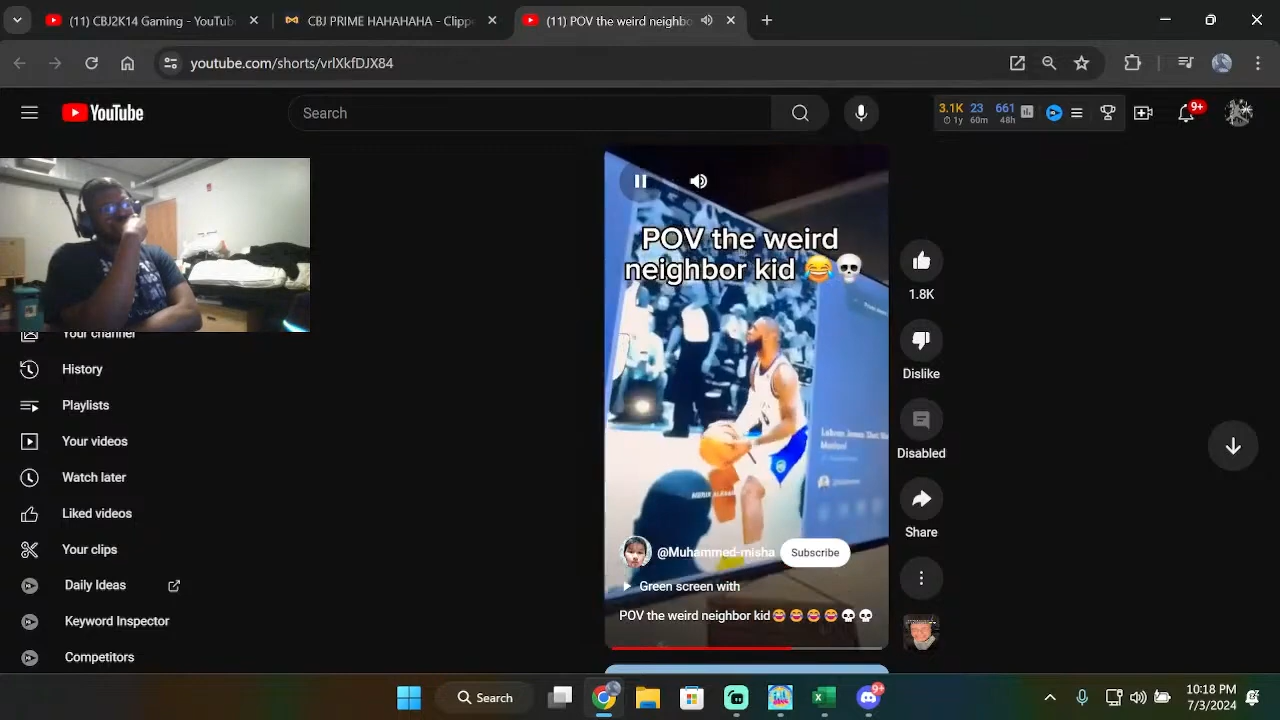 (11) CBJ2K14 Gaming - YouTub
CBJ PRIME HAHAHAHA - Clippe
(11) POV the weird neighbo
youtube.com/shorts/vrlXkfDJX84
YouTube
Search
3.1K 23 661
1y 60m 48h
9+
POV the weird
neighbor kid 😂💀
1.8K
Dislike
Disabled
Share
Your channel
History
Playlists
Your videos
Watch later
Liked videos
Your clips
Daily Ideas
Keyword Inspector
Competitors
@Muhammed-misha Subscribe
Green screen with
POV the weird neighbor kid😂😂😂😂💀💀
Search
9+
10:18 PM
7/3/2024